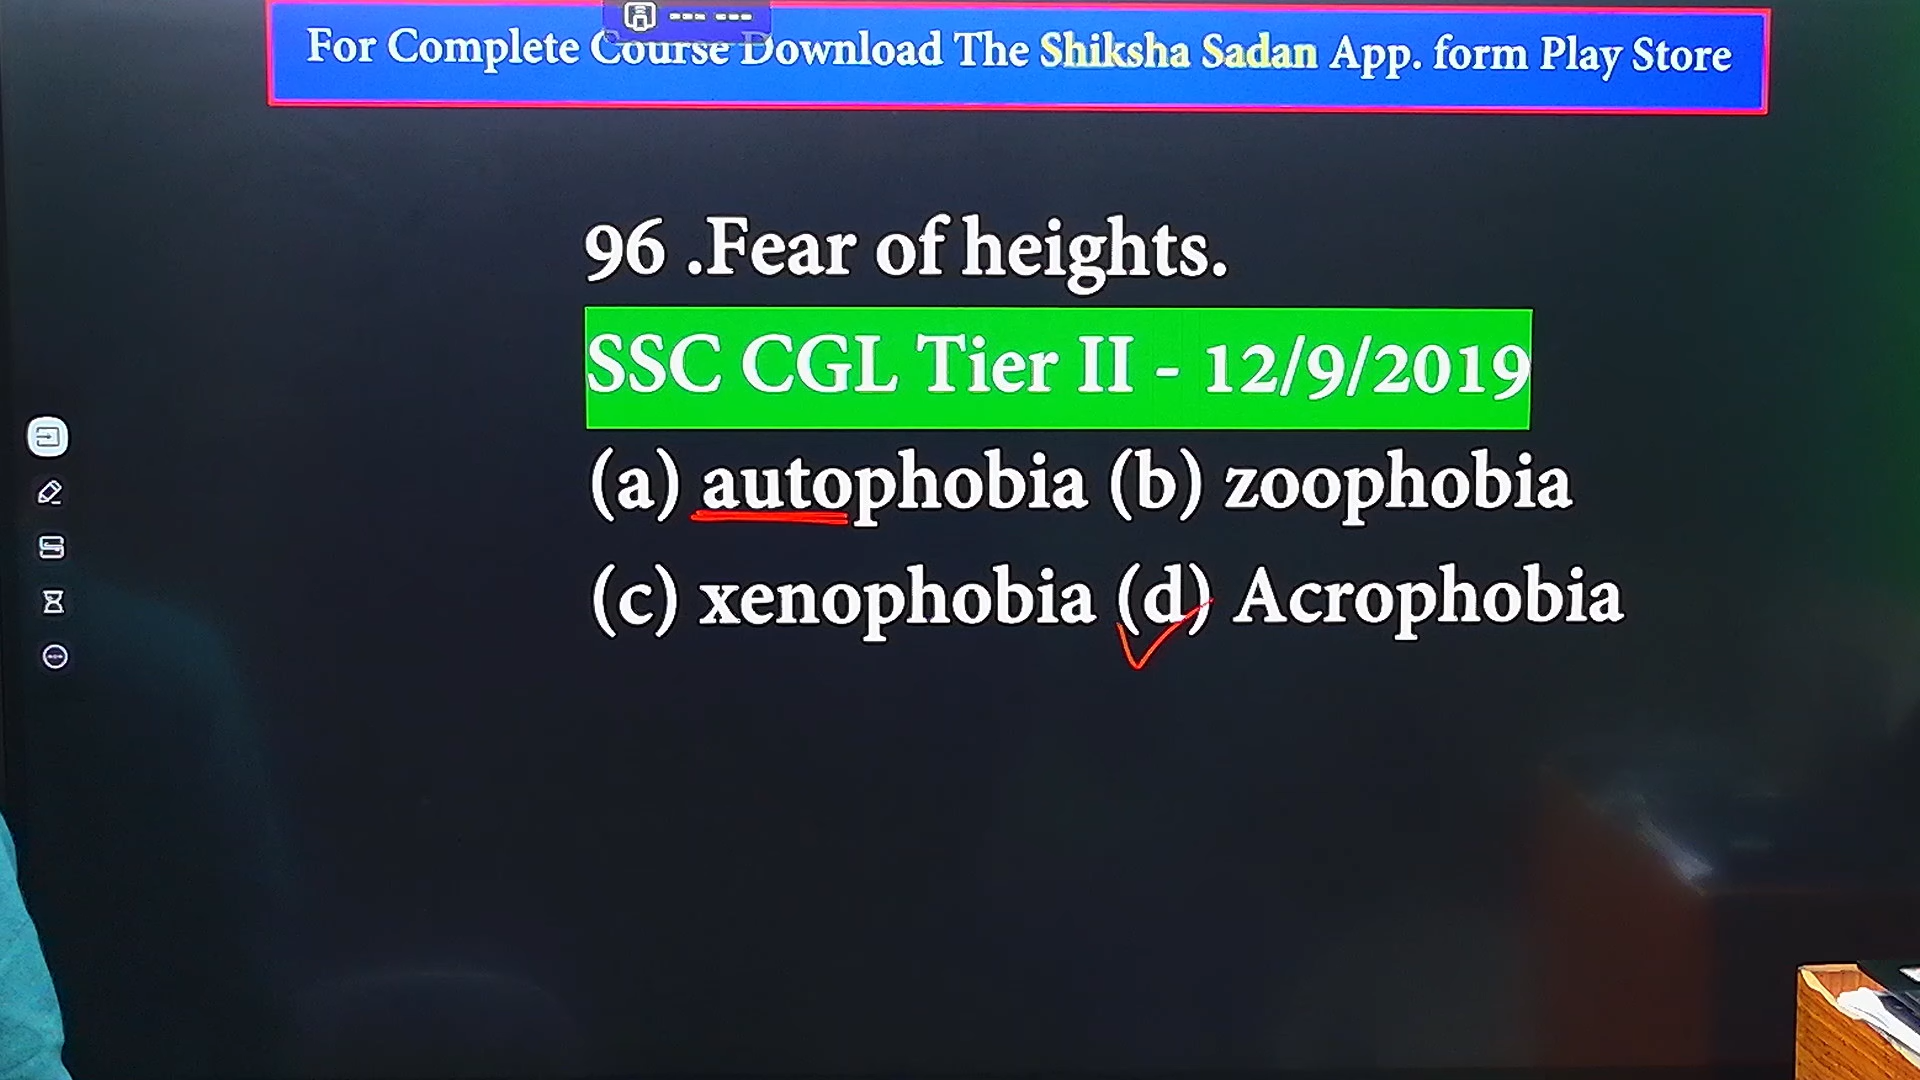 For Complete Course Download The Shiksha Sadan App. form Play Store
96 .Fear of heights.
SSC CGL Tier II - 12/9/2019
(a) autophobia (b) zoophobia
(c) xenophobia (d) Acrophobia